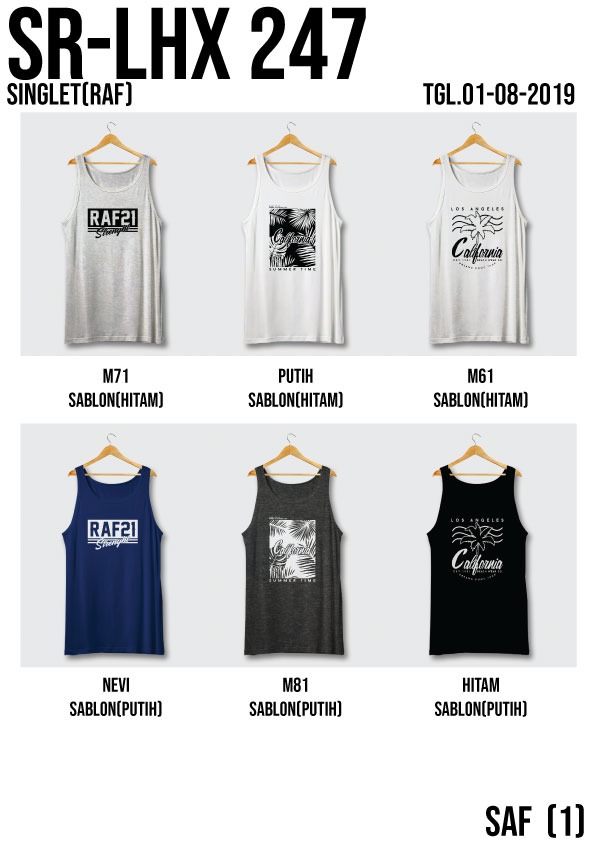 SR-LHX 247
SINGLET(RAF)
TGL.01-08-2019
RAF21
Strength
California
SUMMER TIME
LOS ANGELES
California
M71
SABLON(HITAM)
PUTIH
SABLON(HITAM)
M61
SABLON(HITAM)
RAF21
Strength
California
SUMMER TIME
LOS ANGELES
California
NEVI
SABLON(PUTIH)
M81
SABLON(PUTIH)
HITAM
SABLON(PUTIH)
SAF (1)